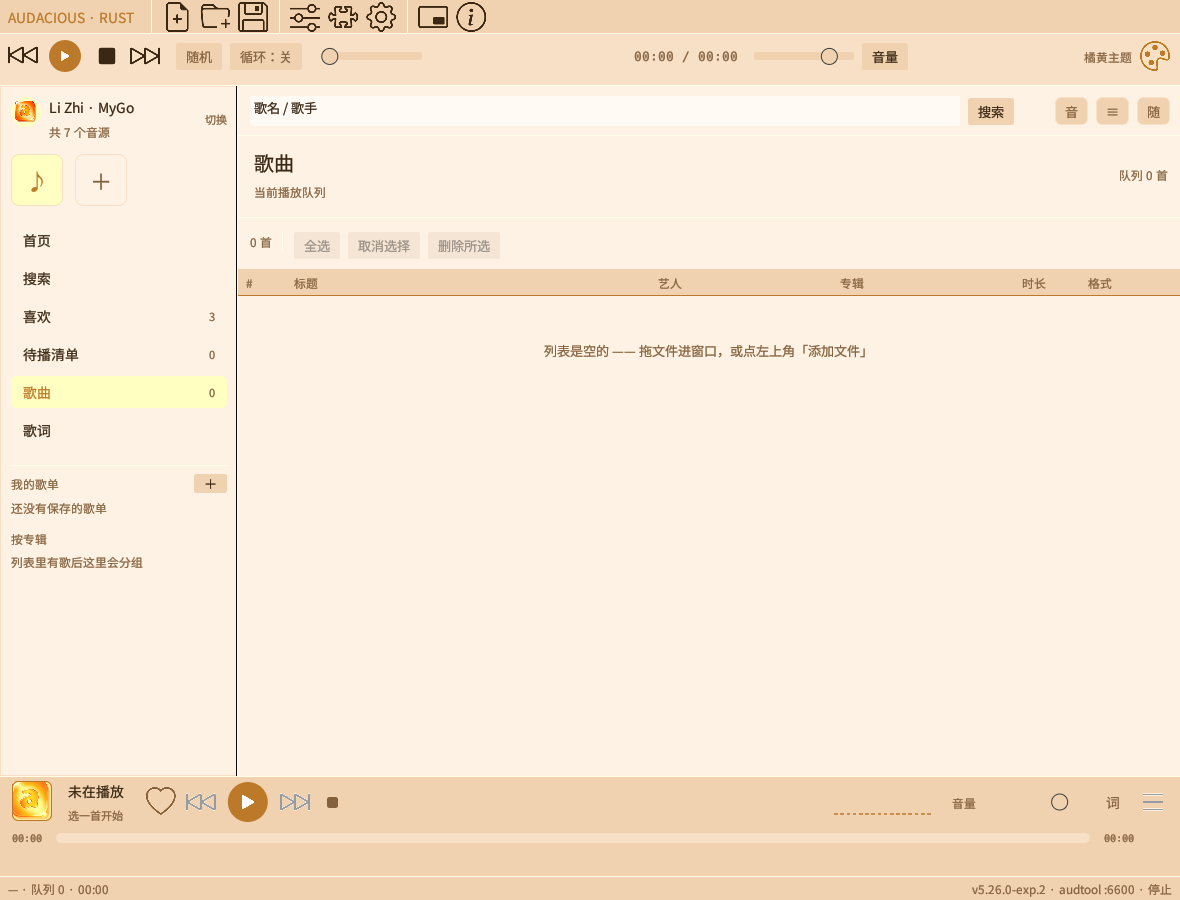 AUDACIOUS · RUST
随机
循环：关
00:00 / 00:00
音量
橘黄主题
Li Zhi · MyGo
共 7 个音源
切换
歌名 / 歌手
搜索
音
随
歌曲
当前播放队列
队列 0 首
0 首
全选
取消选择
删除所选
# 标题 艺人 专辑 时长 格式
列表是空的 —— 拖文件进窗口，或点左上角「添加文件」
首页
搜索
喜欢 3
待播清单 0
歌曲 0
歌词
我的歌单
还没有保存的歌单
按专辑
列表里有歌后这里会分组
未在播放
选一首开始
音量
词
00:00
00:00
— · 队列 0 · 00:00
v5.26.0-exp.2 · audtool :6600 · 停止